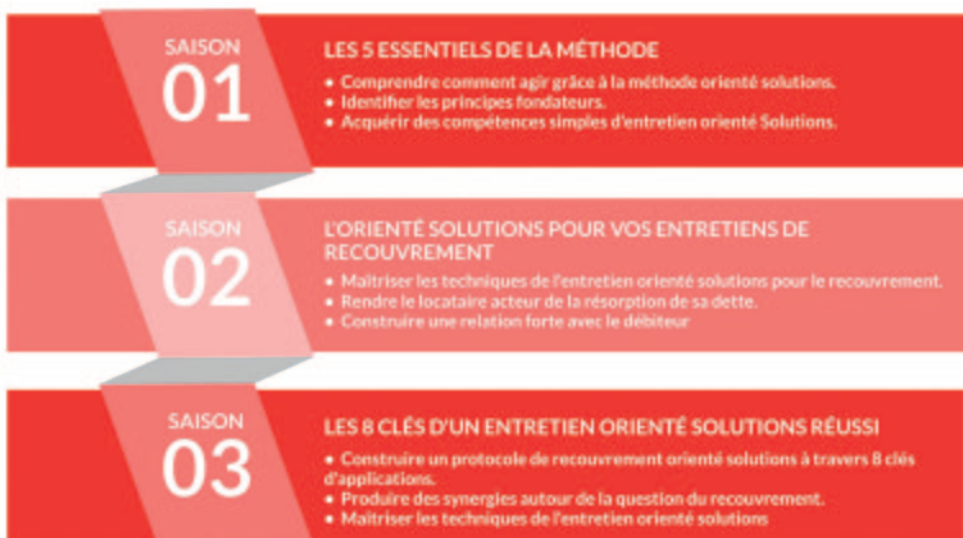 SAISON
01
LES 5 ESSENTIELS DE LA MÉTHODE
• Comprendre comment agir grâce à la méthode orienté solutions.
• Identifier les principes fondateurs.
• Acquérir des compétences simples d'entretien orienté Solutions.
SAISON
02
L'ORIENTÉ SOLUTIONS POUR VOS ENTRETIENS DE
RECOUVREMENT
• Maîtriser les techniques de l'entretien orienté solutions pour le recouvrement.
• Rendre le locataire acteur de la résorption de sa dette.
• Construire une relation forte avec le débiteur
SAISON
03
LES 8 CLÉS D'UN ENTRETIEN ORIENTÉ SOLUTIONS RÉUSSI
• Construire un protocole de recouvrement orienté solutions à travers 8 clés
d'applications.
• Produire des synergies autour de la question du recouvrement.
• Maîtriser les techniques de l'entretien orienté solutions